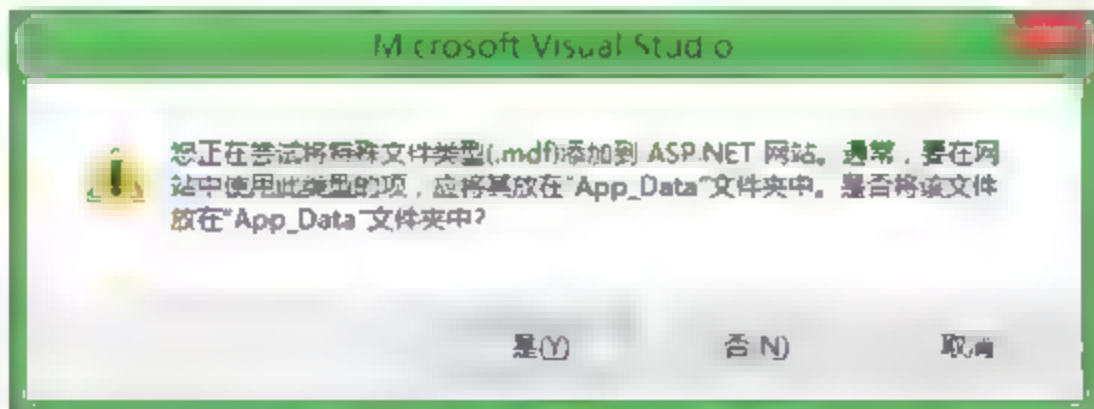 Microsoft Visual Studio
您正在尝试将特殊文件类型(.mdf)添加到 ASP.NET 网站。通常，要在网
站中使用此类型的项，应将其放在"App_Data"文件夹中。是否将该文件
放在"App_Data"文件夹中?
是(Y)
否(N)
取消